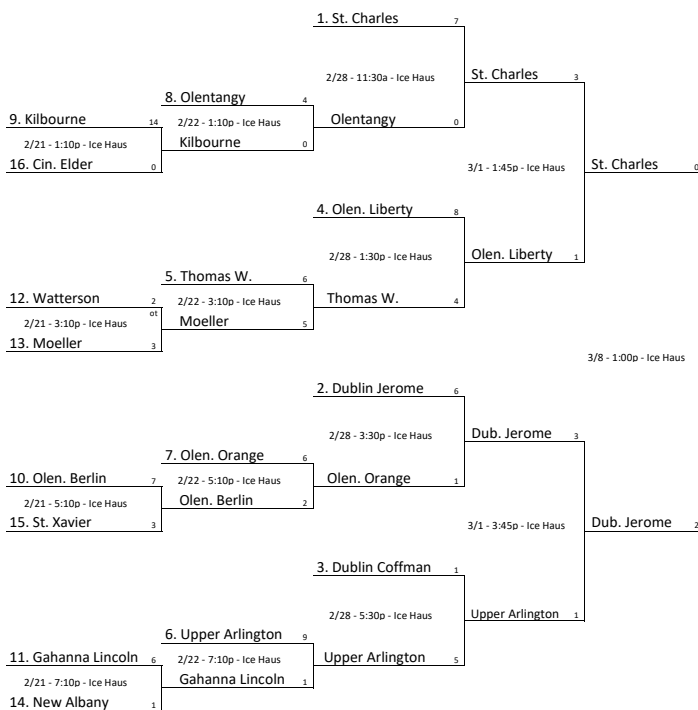 1. St. Charles 7
2/28 - 11:30a - Ice Haus
St. Charles 3
8. Olentangy 4
9. Kilbourne 14
2/22 - 1:10p - Ice Haus
Olentangy 0
2/21 - 1:10p - Ice Haus
Kilbourne 0
16. Cin. Elder 0
3/1 - 1:45p - Ice Haus
St. Charles 0
4. Olen. Liberty 8
2/28 - 1:30p - Ice Haus
Olen. Liberty 1
5. Thomas W. 6
12. Watterson 2
2/22 - 3:10p - Ice Haus
Thomas W. 4
ot
2/21 - 3:10p - Ice Haus
Moeller 5
13. Moeller 3
3/8 - 1:00p - Ice Haus
2. Dublin Jerome 6
2/28 - 3:30p - Ice Haus
Dub. Jerome 3
7. Olen. Orange 6
10. Olen. Berlin 7
2/22 - 5:10p - Ice Haus
Olen. Orange 1
2/21 - 5:10p - Ice Haus
Olen. Berlin 2
15. St. Xavier 3
3/1 - 3:45p - Ice Haus
Dub. Jerome 2
3. Dublin Coffman 1
2/28 - 5:30p - Ice Haus
Upper Arlington 1
6. Upper Arlington 9
11. Gahanna Lincoln 6
2/22 - 7:10p - Ice Haus
Upper Arlington 5
2/21 - 7:10p - Ice Haus
Gahanna Lincoln 1
14. New Albany 1